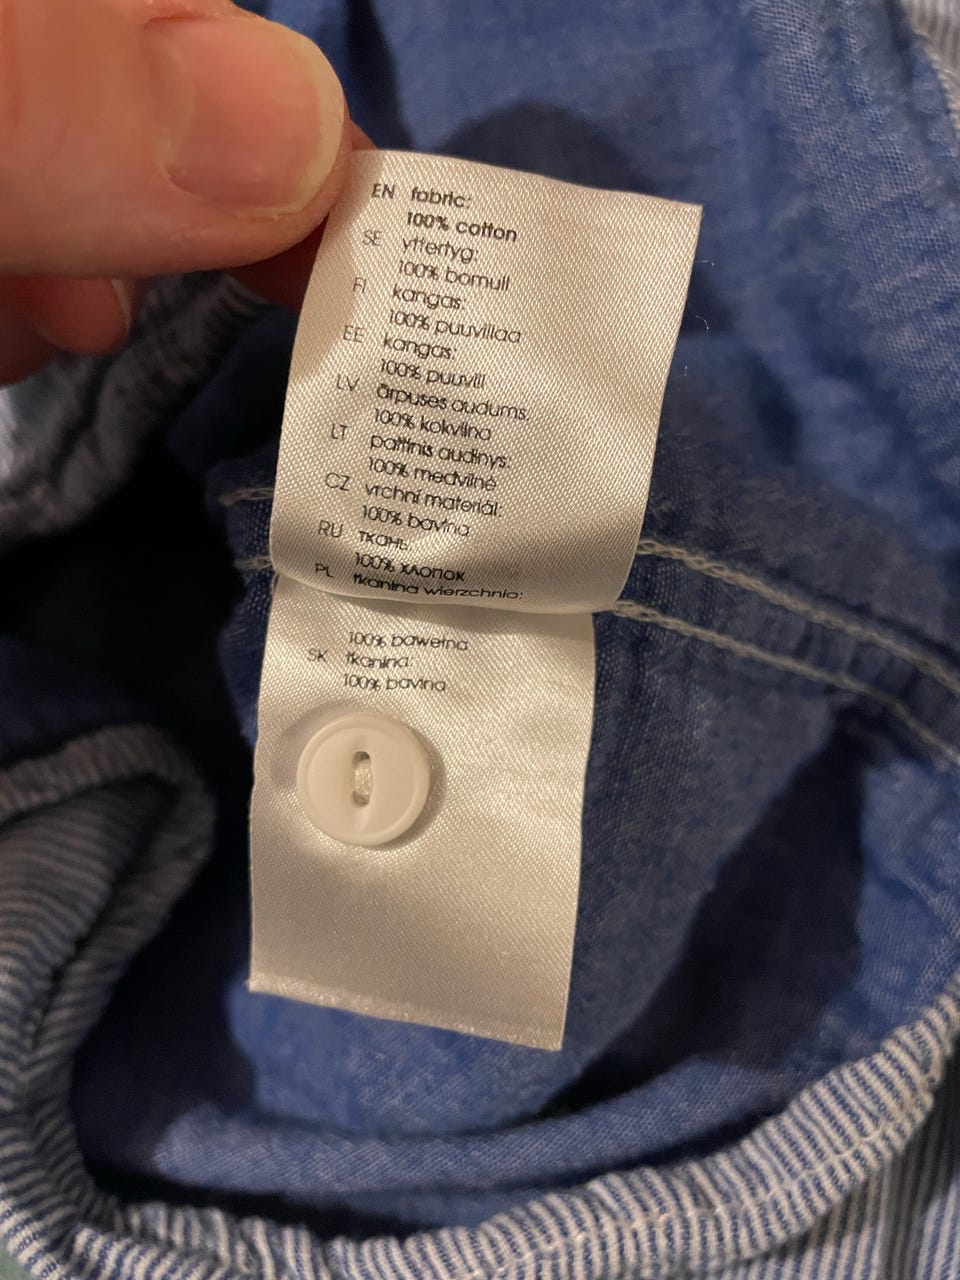 EN fabric:
100% cotton
SE yttertyg:
100% bomull
FI kangas:
100% puuvillaa
EE kangas:
100% puuvill
LV ārpuses audums:
100% kokvilna
LT pattinis audinys:
100% medvilnė
CZ vrchní materiál:
100% bavlna
RU ткань:
100% хлопок
PL tkanina wierzchnia:
100% bawełna
SK tkanina:
100% bavlna